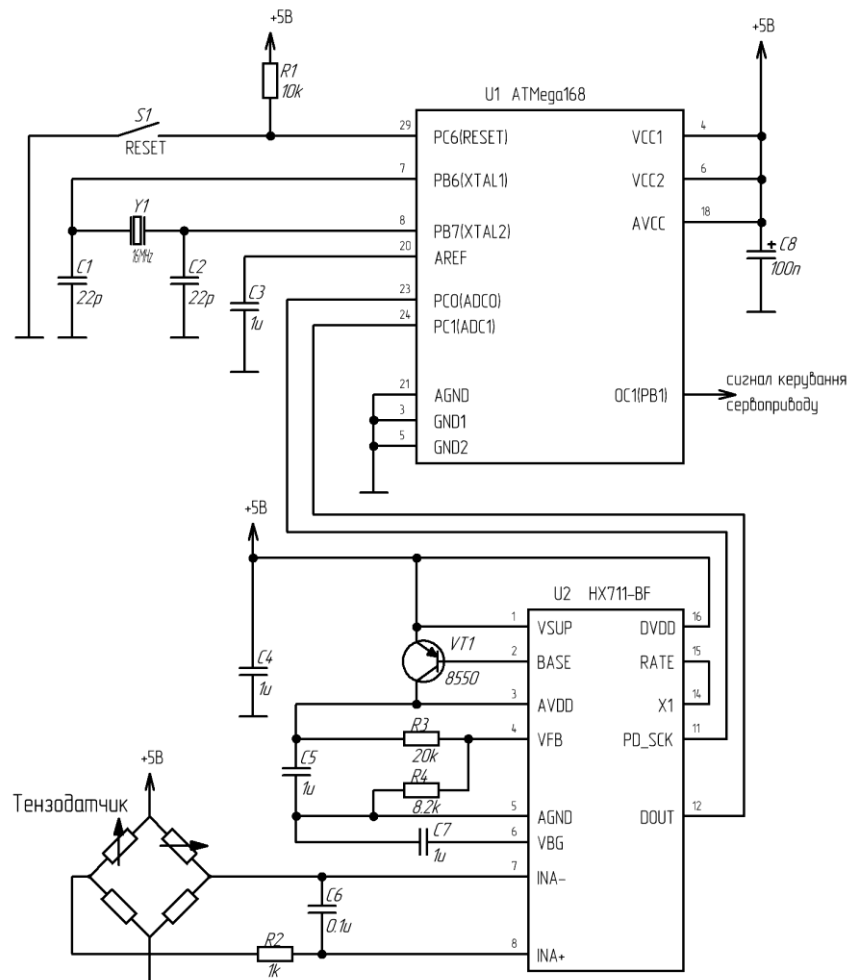 +5В
+5В
R1
10k
U1 ATMega168
S1
RESET
29
PC6(RESET)
VCC1
4
7
PB6(XTAL1)
VCC2
6
Y1
16MHz
8
PB7(XTAL2)
AVCC
18
20
AREF
C8
100n
+
C1
22p
C2
22p
C3
1u
23
PC0(ADC0)
24
PC1(ADC1)
21
AGND
3
GND1
5
GND2
OC1(PB1)
сигнал керування
сервоприводу
+5В
U2 HX711-BF
1
VSUP
DVDD
16
VT1
8550
2
BASE
RATE
15
C4
1u
3
AVDD
X1
14
R3
20k
4
VFB
PD_SCK
11
C5
1u
R4
8.2k
5
AGND
DOUT
12
+5В
Тензодатчик
C7
1u
6
VBG
7
INA-
C6
0.1u
R2
1k
8
INA+